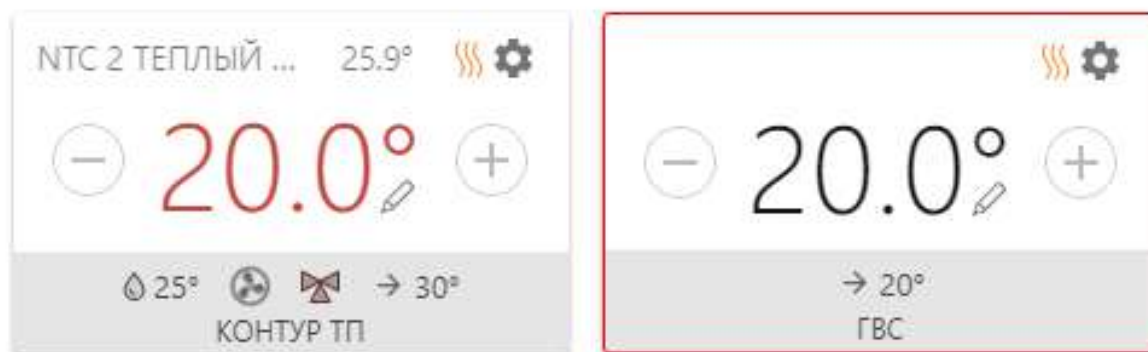 NTC 2 ТЕПЛЫЙ ... 25.9°
20.0°
25° → 30°
КОНТУР ТП
20.0°
→ 20°
ГВС